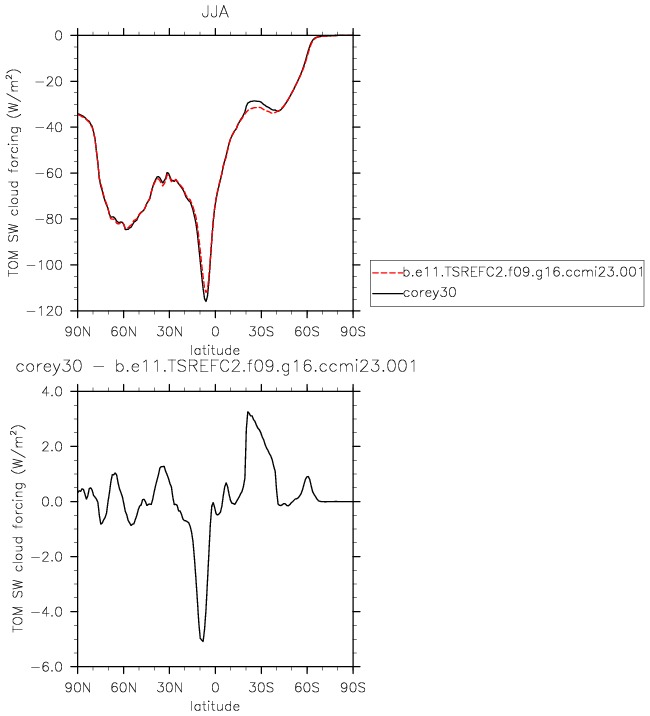 JJA
TOM SW cloud forcing (W/m²)
0
−20
−40
−60
−80
−100
−120
90N 60N 30N 0 30S 60S 90S
latitude
b.e11.TSREFC2.f09.g16.ccmi23.001
corey30
corey30 − b.e11.TSREFC2.f09.g16.ccmi23.001
TOM SW cloud forcing (W/m²)
4.0
2.0
0.0
−2.0
−4.0
−6.0
90N 60N 30N 0 30S 60S 90S
latitude